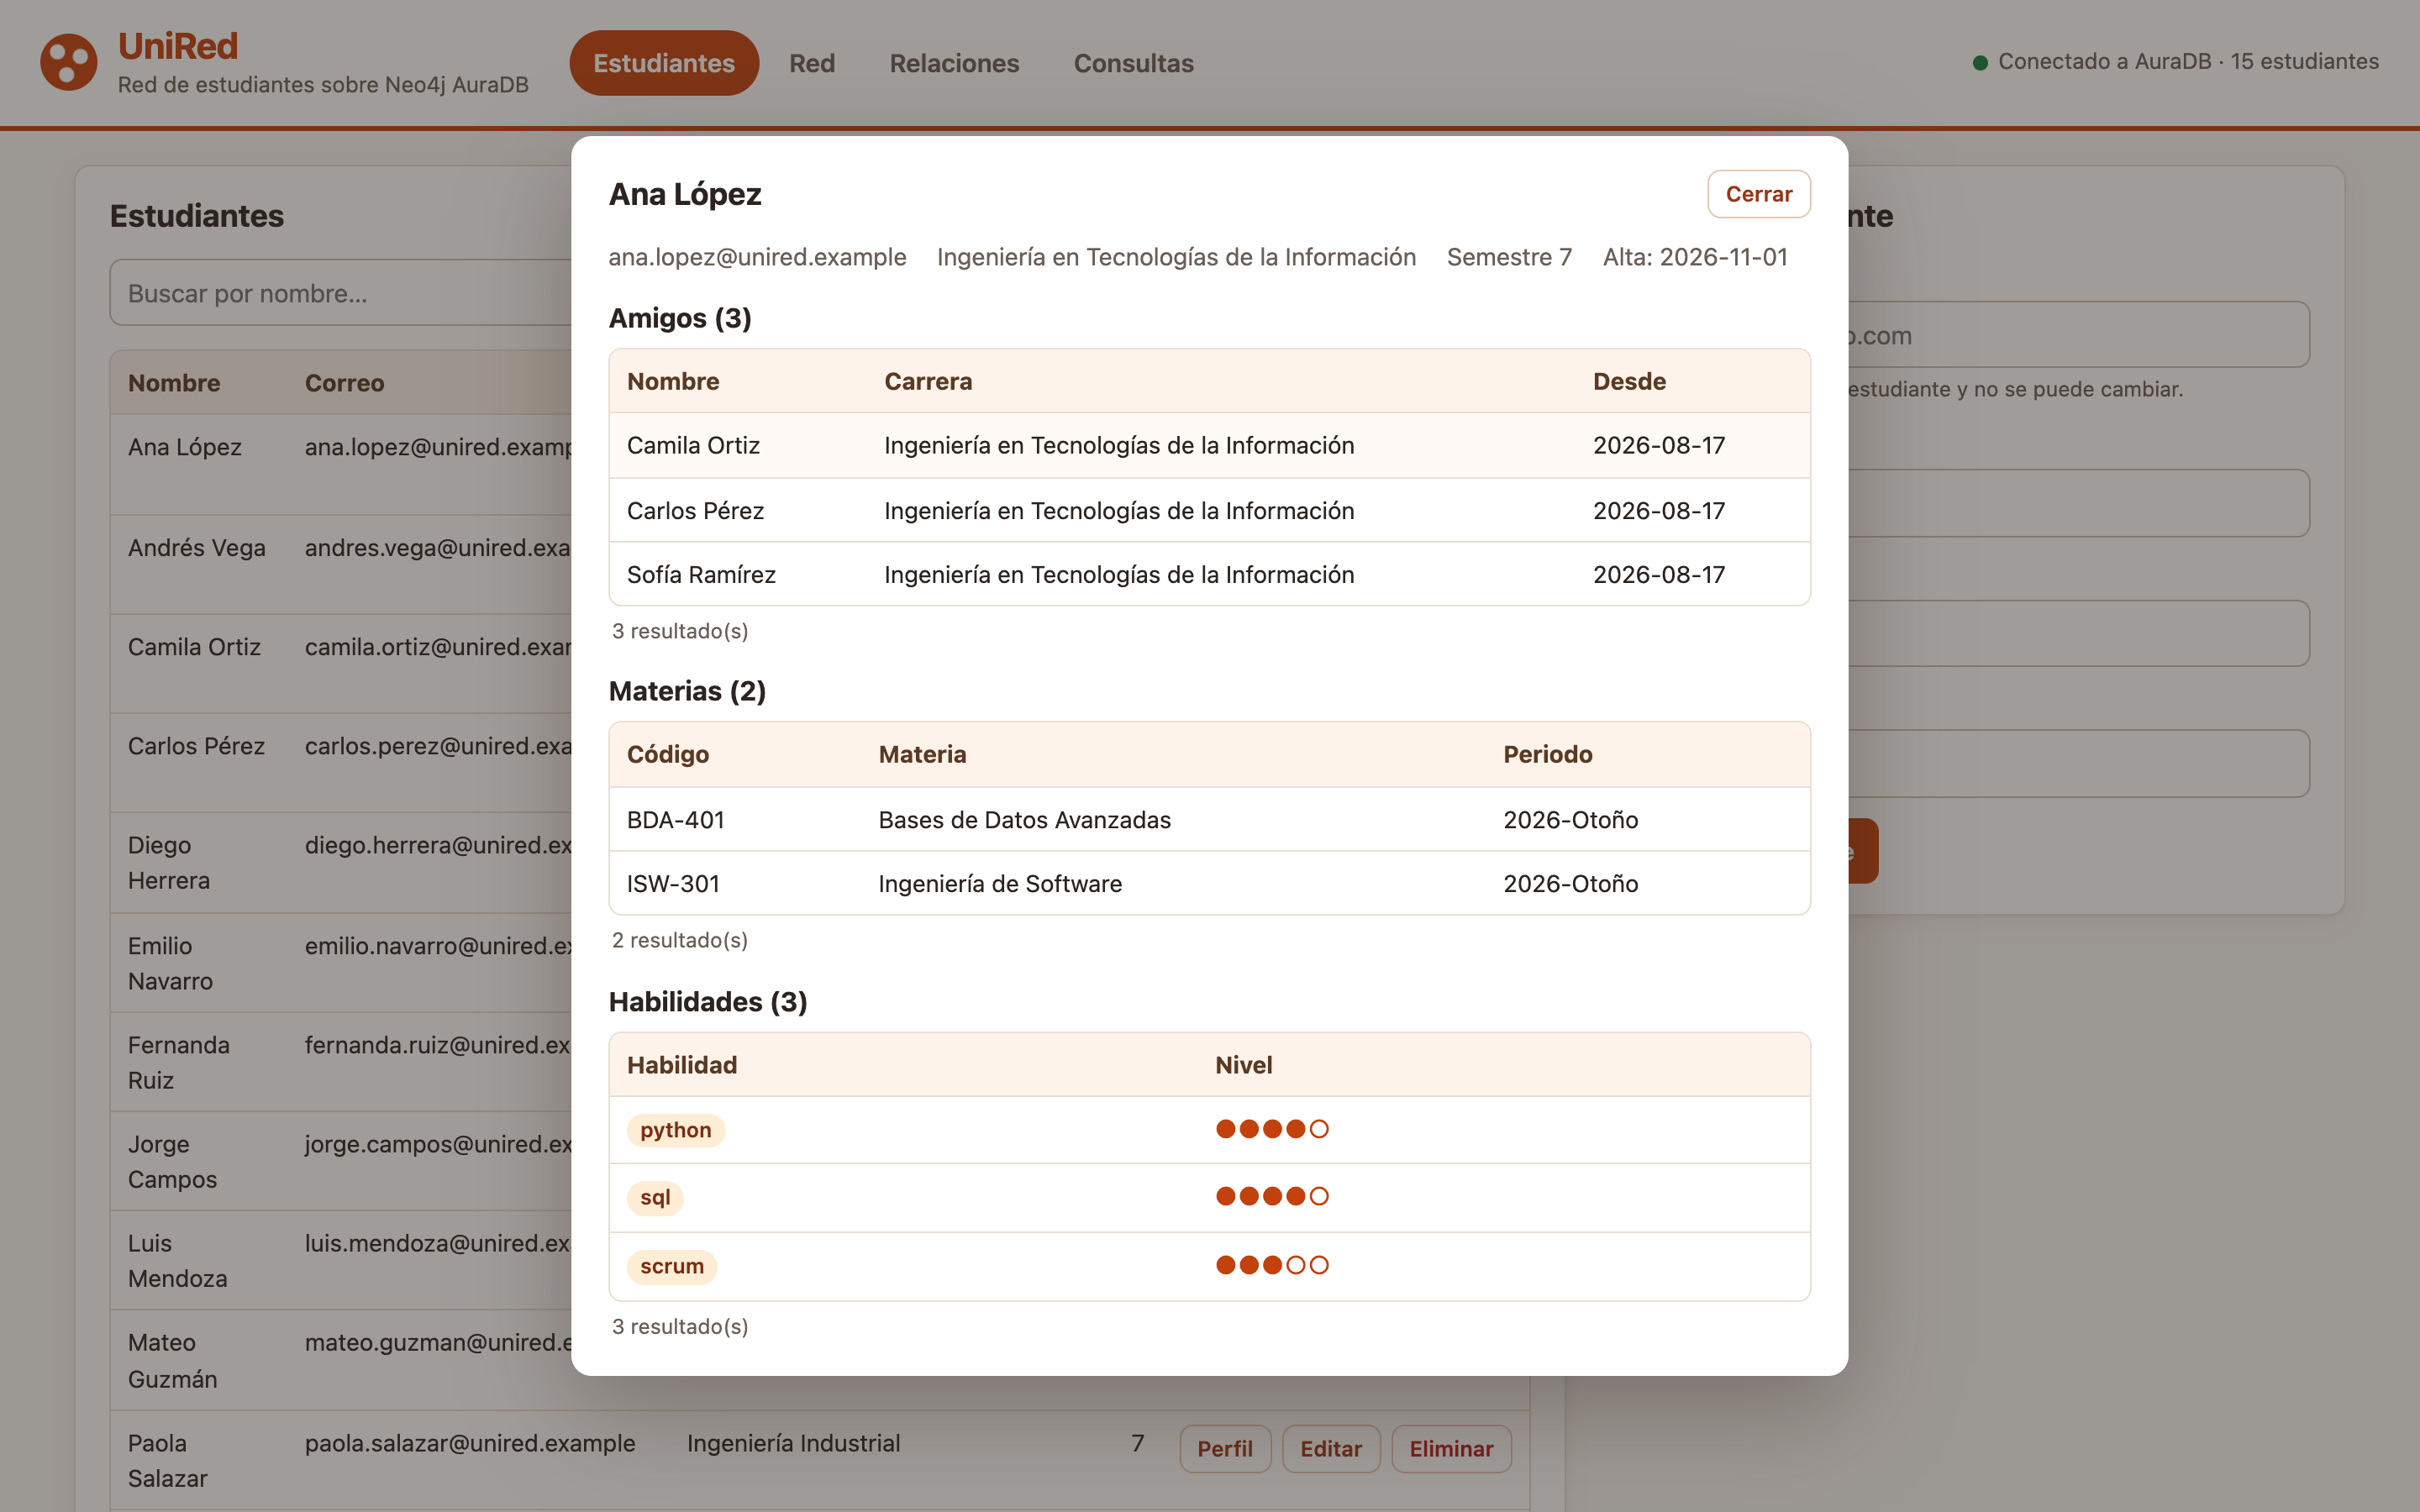 UniRed
Red de estudiantes sobre Neo4j AuraDB
Estudiantes Red Relaciones Consultas
Conectado a AuraDB · 15 estudiantes
Ana López
Cerrar
ana.lopez@unired.example Ingeniería en Tecnologías de la Información Semestre 7 Alta: 2026-11-01
Amigos (3)
Nombre Carrera Desde
Camila Ortiz Ingeniería en Tecnologías de la Información 2026-08-17
Carlos Pérez Ingeniería en Tecnologías de la Información 2026-08-17
Sofía Ramírez Ingeniería en Tecnologías de la Información 2026-08-17
3 resultado(s)
Materias (2)
Código Materia Periodo
BDA-401 Bases de Datos Avanzadas 2026-Otoño
ISW-301 Ingeniería de Software 2026-Otoño
2 resultado(s)
Habilidades (3)
Habilidad Nivel
python
sql
scrum
3 resultado(s)
Estudiantes
Buscar por nombre...
Nombre Correo
Ana López ana.lopez@unired.examp
Andrés Vega andres.vega@unired.exa
Camila Ortiz camila.ortiz@unired.exa
Carlos Pérez carlos.perez@unired.exa
Diego
Herrera
diego.herrera@unired.ex
Emilio
Navarro
emilio.navarro@unired.ex
Fernanda
Ruiz
fernanda.ruiz@unired.ex
Jorge
Campos
jorge.campos@unired.ex
Luis
Mendoza
luis.mendoza@unired.ex
Mateo
Guzmán
mateo.guzman@unired.e
Paola
Salazar
paola.salazar@unired.example Ingeniería Industrial 7 Perfil Editar Eliminar
nte
o.com
estudiante y no se puede cambiar.